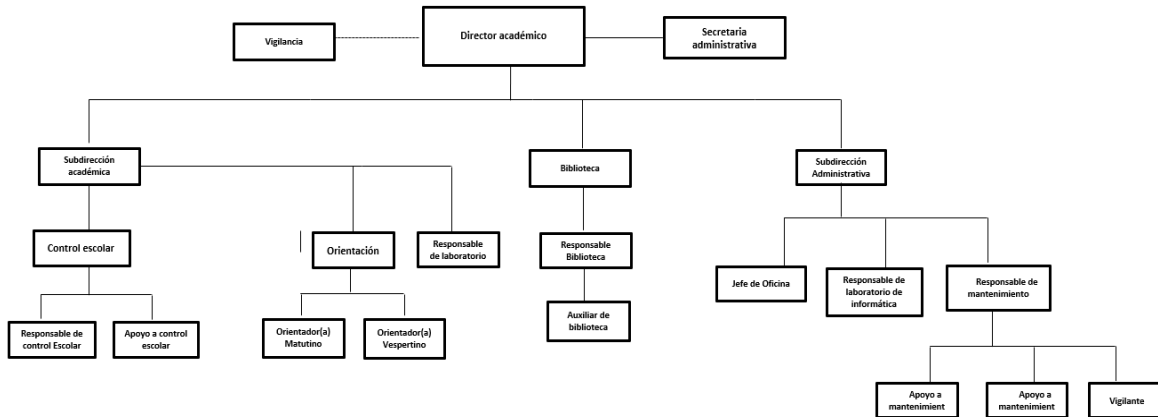 Vigilancia
Director académico
Secretaria
administrativa
Subdirección
académica
Biblioteca
Subdirección
Administrativa
Control escolar
Orientación
Responsable
de laboratorio
Responsable
Biblioteca
Jefe de Oficina
Responsable de
laboratorio de
informática
Responsable de
mantenimiento
Responsable de
control Escolar
Apoyo a control
escolar
Orientador(a)
Matutino
Orientador(a)
Vespertino
Auxiliar de
biblioteca
Apoyo a
mantenimient
Apoyo a
mantenimient
Vigilante